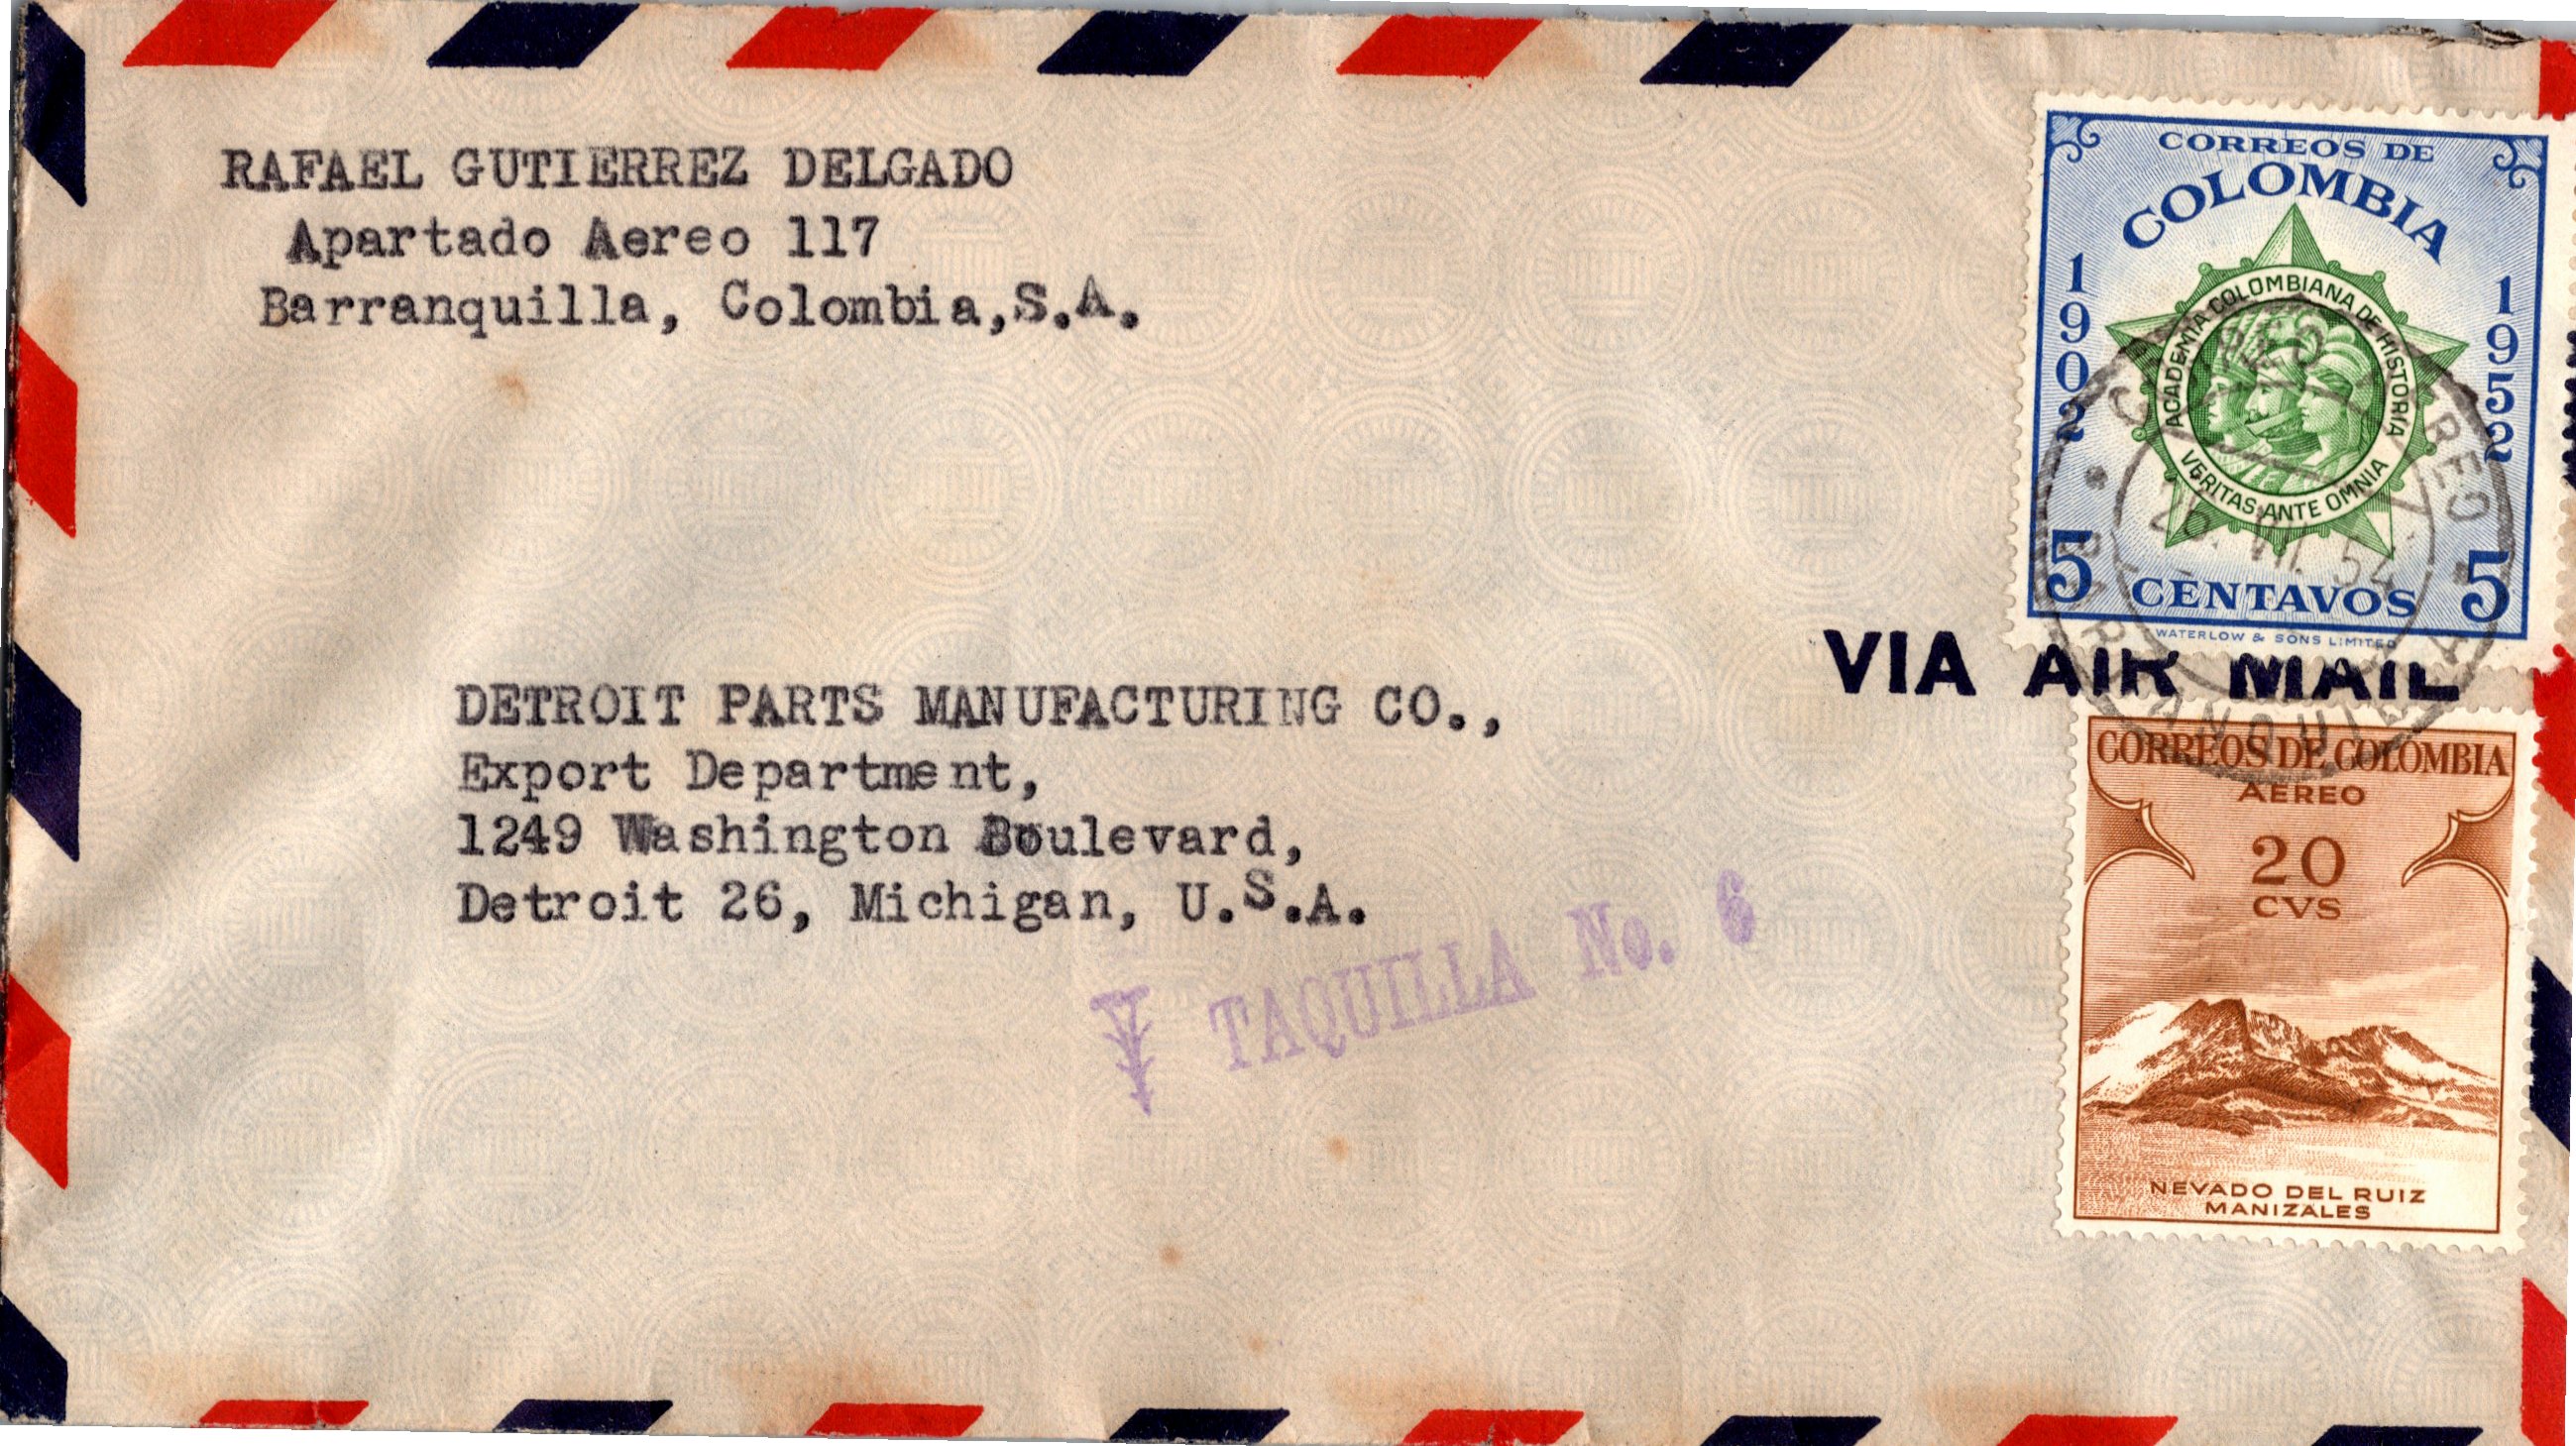 RAFAEL GUTIERREZ DELGADO
Apartado Aereo 117
Barranquilla, Colombia,S.A.
CORREOS DE
COLOMBIA
1902
1952
ACADEMIA COLOMBIANA DE HISTORIA
VERITAS ANTE OMNIA
5 CENTAVOS 5
WATERLOW & SONS LIMITED
VIA AIR MAIL
DETROIT PARTS MANUFACTURING CO.,
Export Department,
1249 Washington Boulevard,
Detroit 26, Michigan, U.S.A.
TAQUILLA No. 6
CORREOS DE COLOMBIA
AEREO
20
CVS
NEVADO DEL RUIZ
MANIZALES